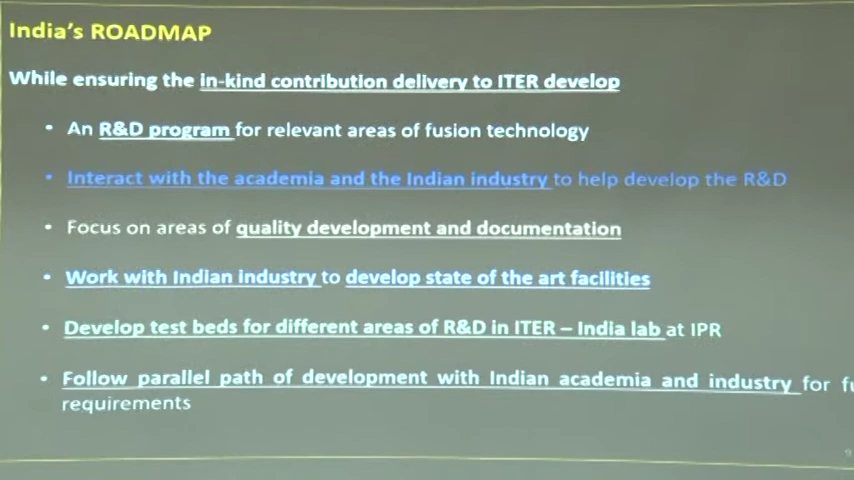 India's ROADMAP
While ensuring the in-kind contribution delivery to ITER develop
• An R&D program for relevant areas of fusion technology
• Interact with the academia and the Indian industry to help develop the R&D
• Focus on areas of quality development and documentation
• Work with Indian industry to develop state of the art facilities
• Develop test beds for different areas of R&D in ITER – India lab at IPR
• Follow parallel path of development with Indian academia and industry for
requirements